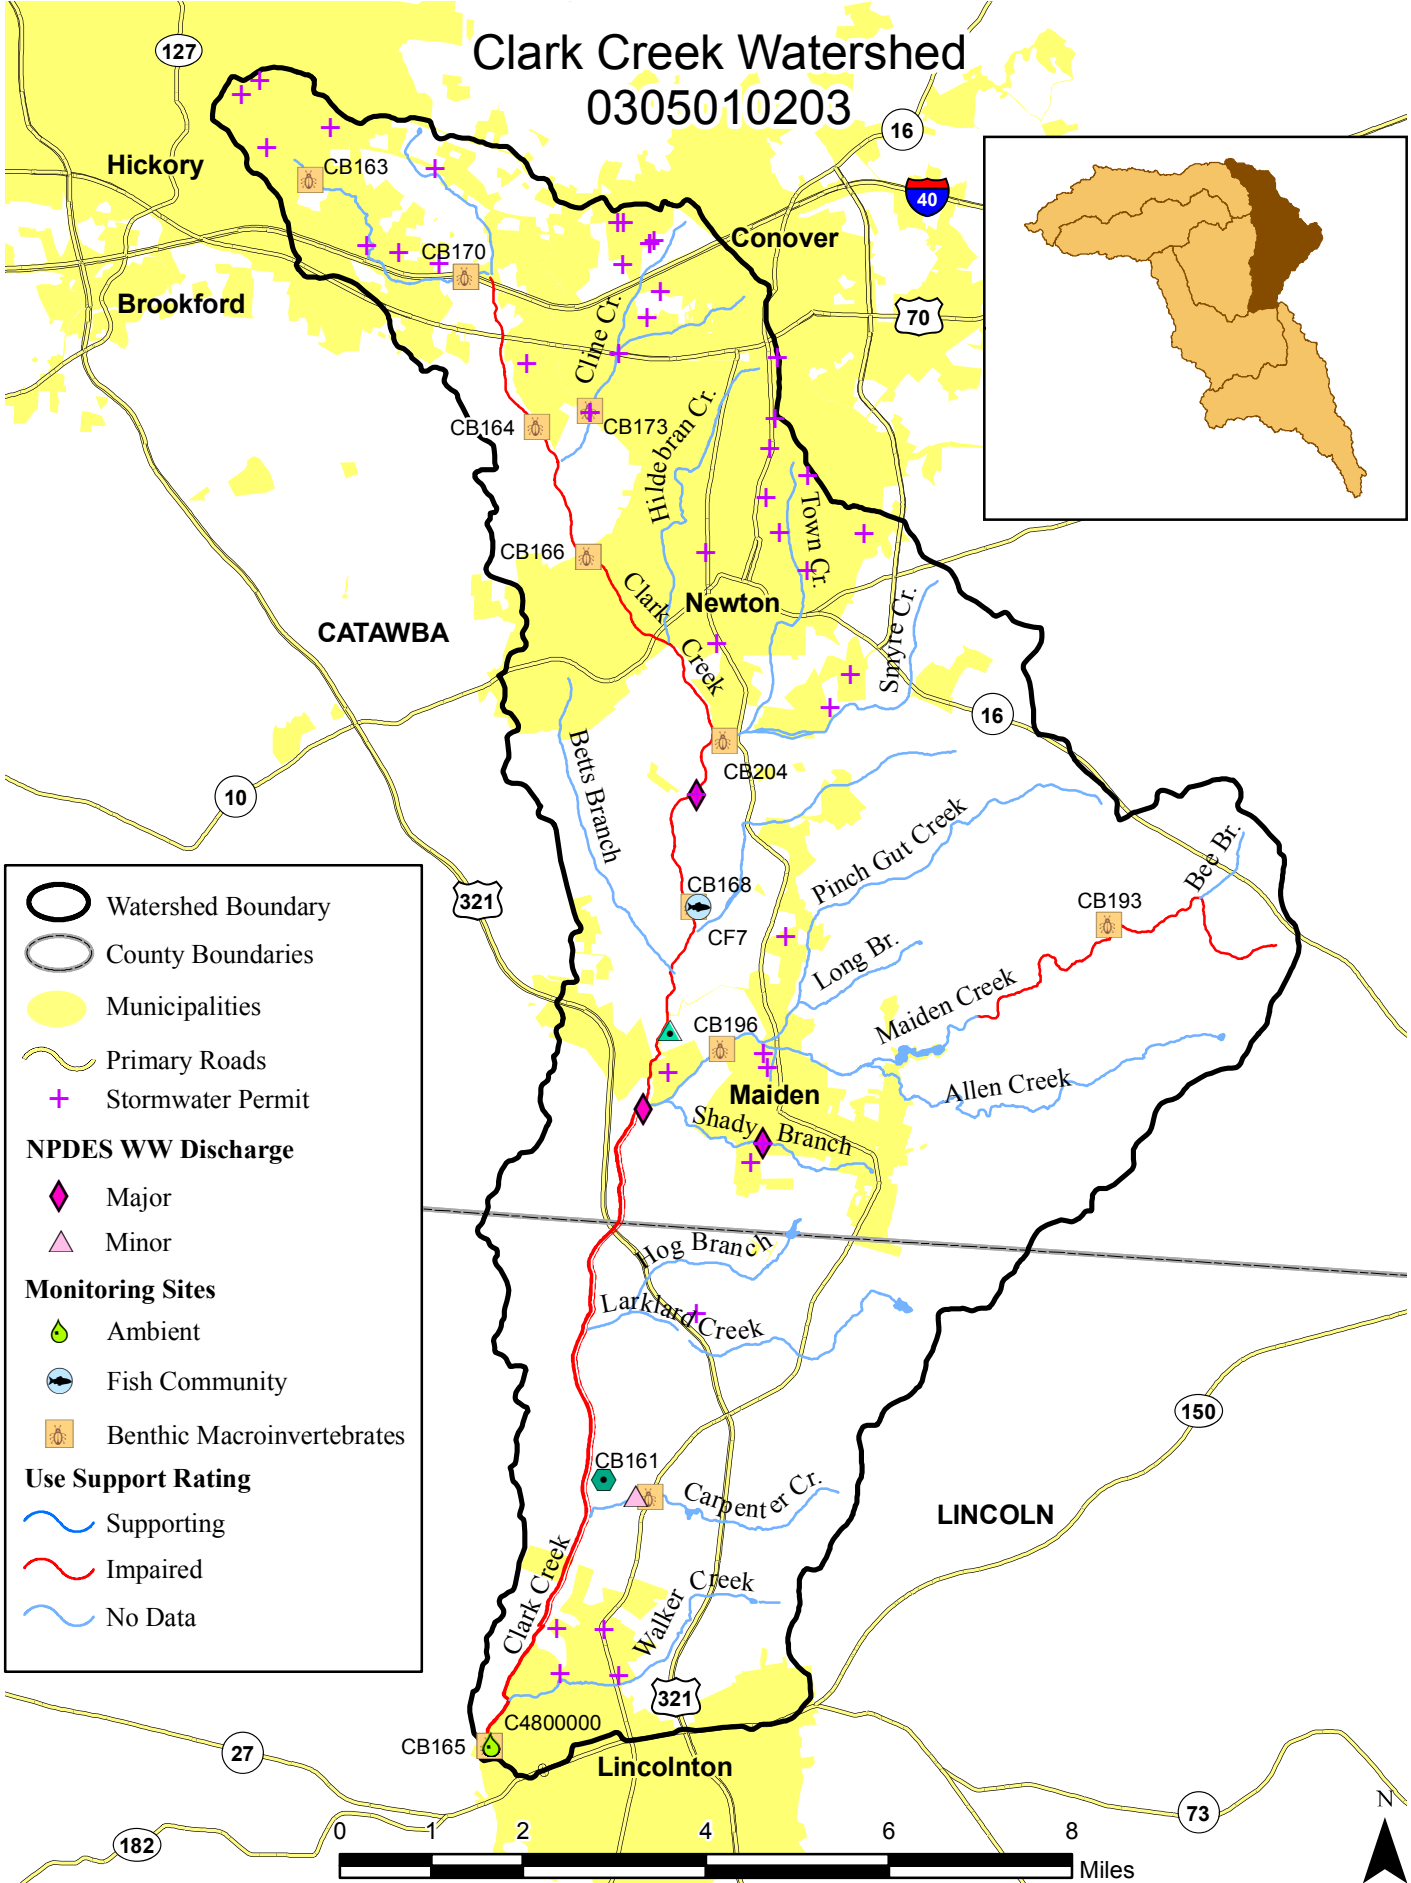 Clark Creek Watershed
0305010203
127
16
40
Hickory
CB163
Conover
CB170
Brookford
70
Cline Cr.
CB164
CB173
Hildebran Cr.
Town Cr.
CB166
Clark Creek
Newton
CATAWBA
Smyre Cr.
16
Betts Branch
CB204
10
Pinch Gut Creek
Bee Br.
321
CB168
CB193
CF7
Long Br.
Maiden Creek
CB196
Allen Creek
Maiden
Shady Branch
Hog Branch
Larklard Creek
150
CB161
Carpenter Cr.
LINCOLN
Clark Creek
Walker Creek
321
C4800000
CB165
27
Lincolnton
73
182
Watershed Boundary
County Boundaries
Municipalities
Primary Roads
Stormwater Permit
NPDES WW Discharge
Major
Minor
Monitoring Sites
Ambient
Fish Community
Benthic Macroinvertebrates
Use Support Rating
Supporting
Impaired
No Data
N
0 1 2 4 6 8
Miles